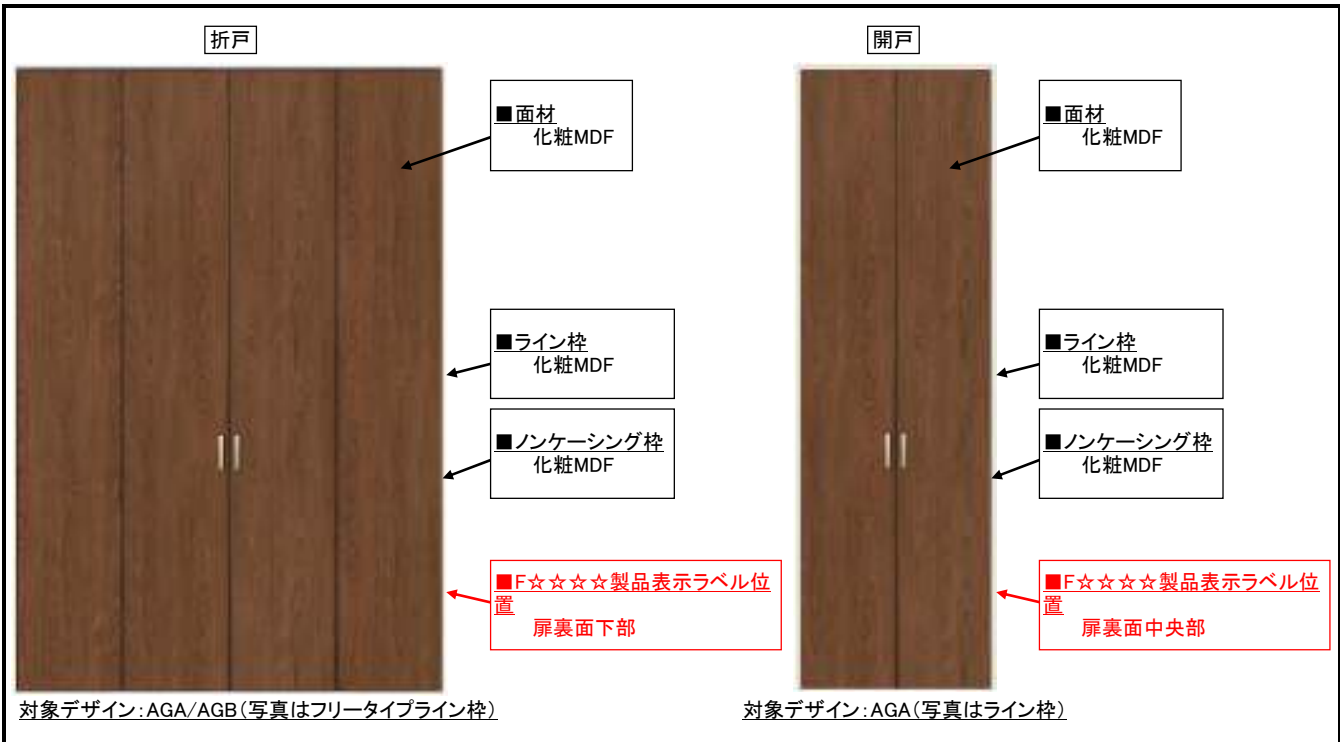 折戸
■面材
化粧MDF
■ライン枠
化粧MDF
■ノンケーシング枠
化粧MDF
■F☆☆☆☆製品表示ラベル位
置
扉裏面下部
対象デザイン:AGA/AGB(写真はフリータイプライン枠)
開戸
■面材
化粧MDF
■ライン枠
化粧MDF
■ノンケーシング枠
化粧MDF
■F☆☆☆☆製品表示ラベル位
置
扉裏面中央部
対象デザイン:AGA(写真はライン枠)